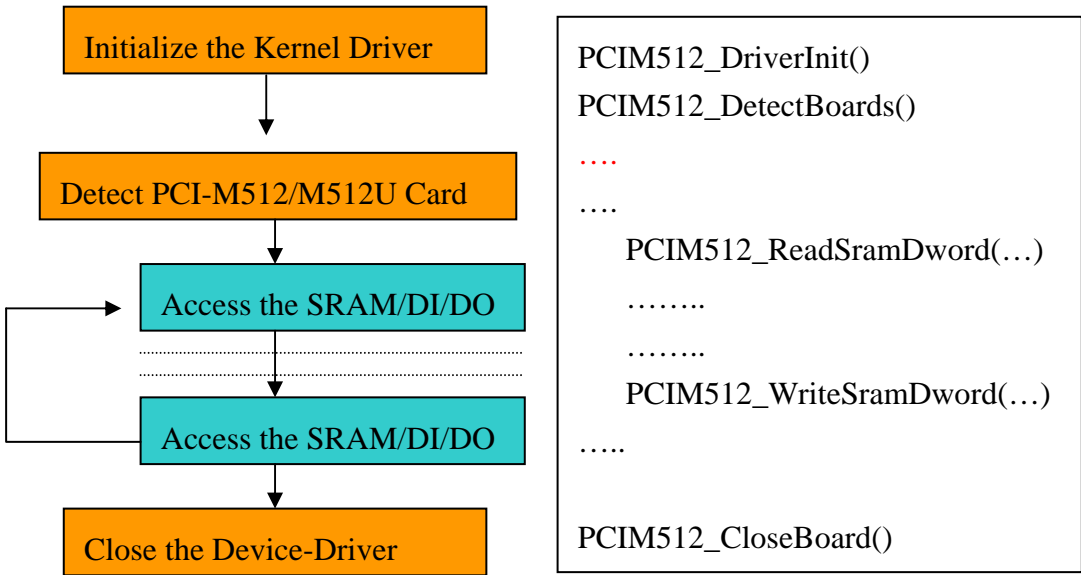 Initialize the Kernel Driver
Detect PCI-M512/M512U Card
Access the SRAM/DI/DO
Access the SRAM/DI/DO
Close the Device-Driver
PCIM512_DriverInit()
PCIM512_DetectBoards()
….
….
PCIM512_ReadSramDword(…)
……..
……..
PCIM512_WriteSramDword(…)
…..
PCIM512_CloseBoard()